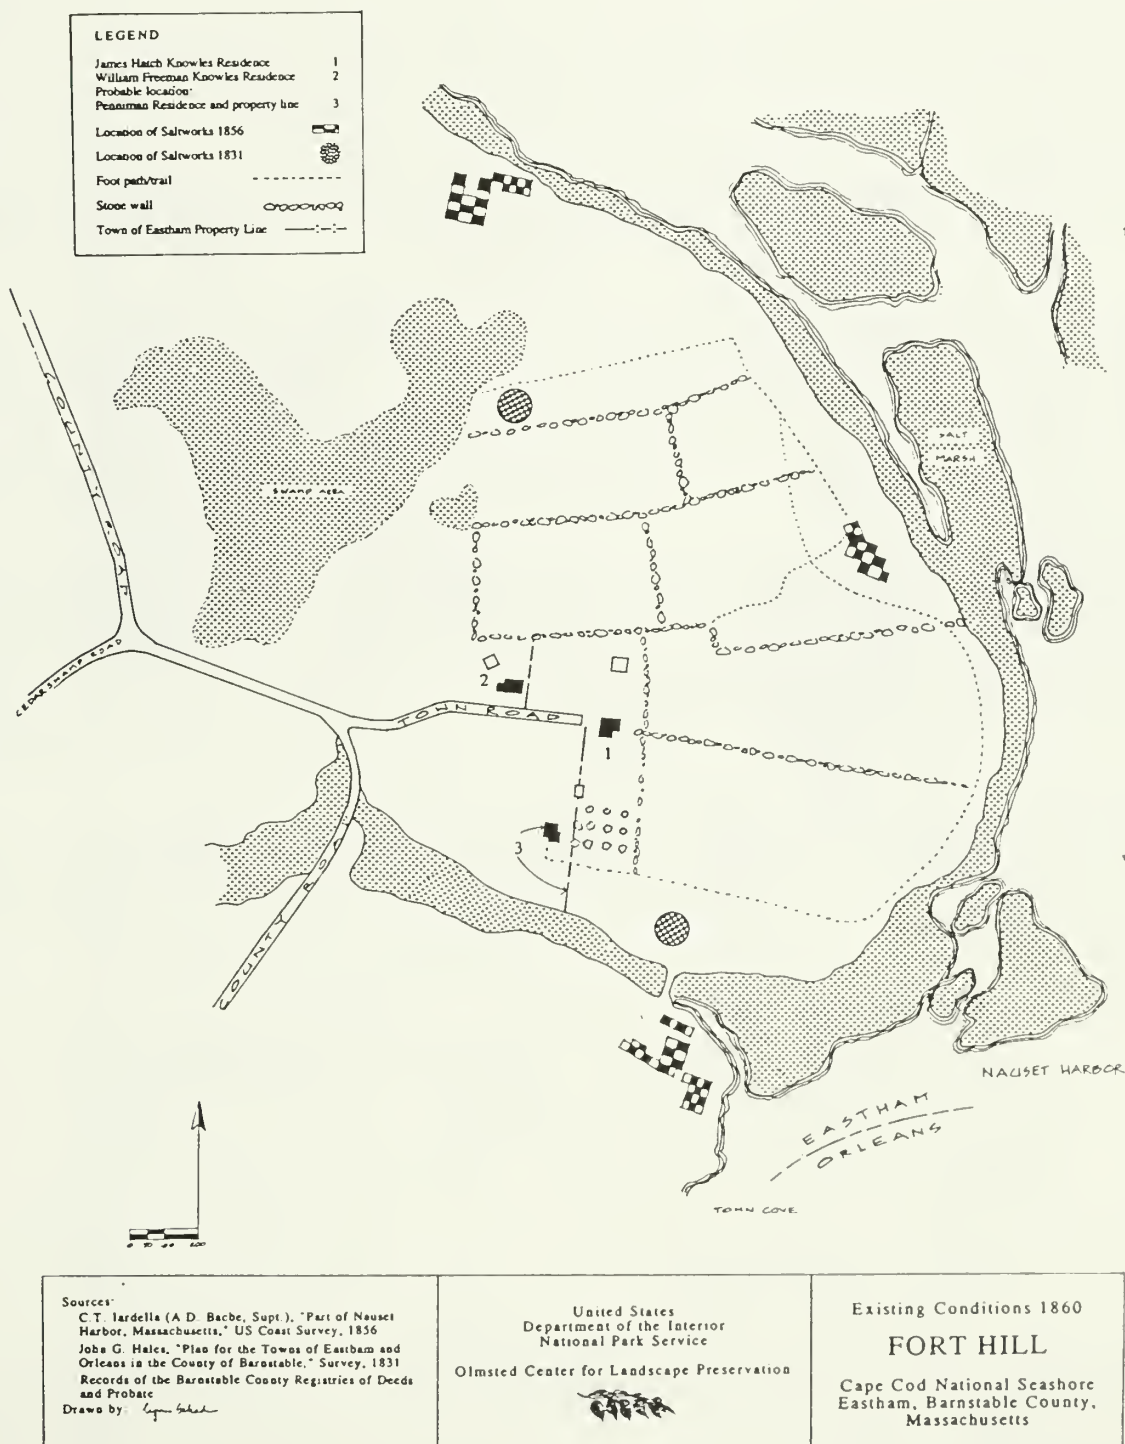 LEGEND
James Hatch Knowles Residence 1
William Freeman Knowles Residence 2
Probable location:
Penniman Residence and property line 3
Location of Saltworks 1856
Location of Saltworks 1831
Foot path/trail
Stone wall
Town of Eastham Property Line
COUNTY ROAD
SWAMP AREA
SALT
MARSH
CEDAR SWAMP ROAD
2
TOWN ROAD
1
3
COUNTY ROAD
NAUSET HARBOR
EASTHAM
ORLEANS
TOWN COVE
Sources:
C.T. Iardella (A D. Bache, Supt.), "Part of Nauset
Harbor, Massachusetts," US Coast Survey, 1856
John G. Hales, "Plan for the Towns of Eastham and
Orleans in the County of Barnstable," Survey, 1831
Records of the Barnstable County Registries of Deeds
and Probate
Drawn by:
United States
Department of the Interior
National Park Service
Olmsted Center for Landscape Preservation
Existing Conditions 1860
FORT HILL
Cape Cod National Seashore
Eastham, Barnstable County,
Massachusetts